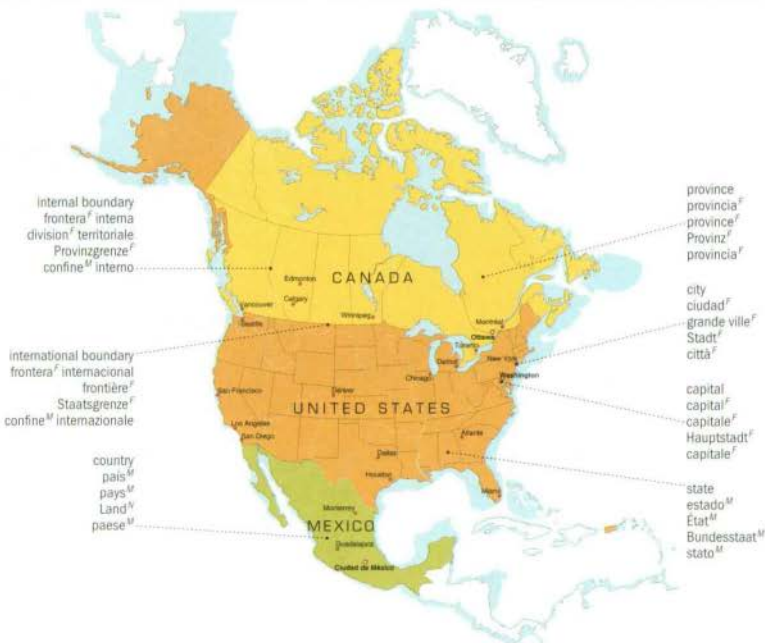 internal boundary
frontera^F interna
division^F territoriale
Provinzgrenze^F
confine^M interno
international boundary
frontera^F internacional
frontière^F
Staatsgrenze^F
confine^M internazionale
country
país^M
pays^M
Land^N
paese^M
CANADA
Edmonton
Calgary
Vancouver
Winnipeg
Seattle
Montréal
Ottawa
Toronto
Detroit
New York
Washington
Chicago
San Francisco
Denver
UNITED STATES
Los Angeles
San Diego
Atlanta
Dallas
Houston
Miami
Monterrey
MEXICO
Guadalajara
Ciudad de México
province
provincia^F
province^F
Provinz^F
provincia^F
city
ciudad^F
grande ville^F
Stadt^F
città^F
capital
capital^F
capitale^F
Hauptstadt^F
capitale^F
state
estado^M
État^M
Bundesstaat^M
stato^M